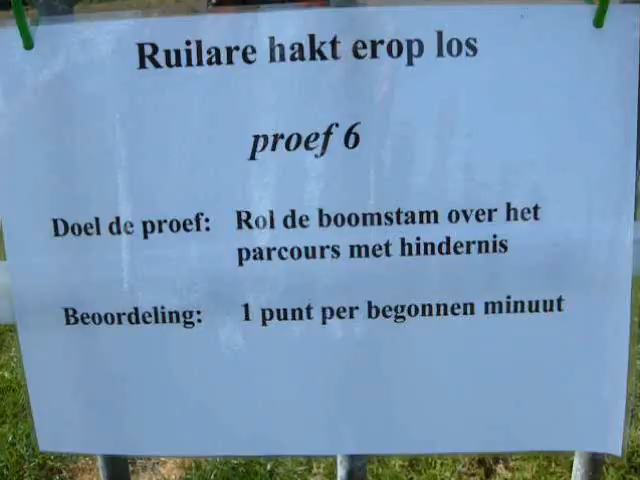 Ruilare hakt erop los
proef 6
Doel de proef: Rol de boomstam over het
parcours met hindernis
Beoordeling: 1 punt per begonnen minuut